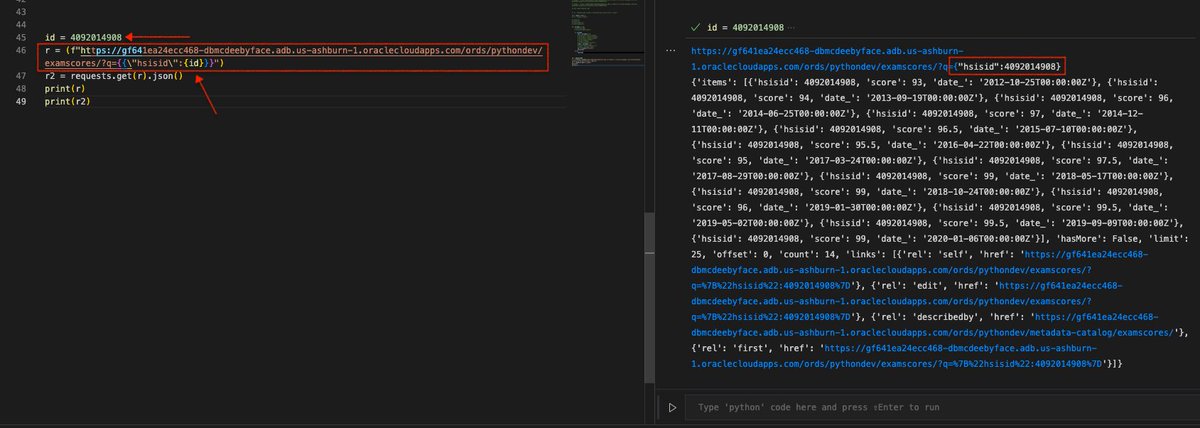 42
43
44
45 id = 4092014908
46 r = (f"https://gf641ea24ecc468-dbmcdeebyface.adb.us-ashburn-1.oraclecloudapps.com/ords/pythondev/
examscores/?q={{\"hsisid\":{id}}}")
47 r2 = requests.get(r).json()
48 print(r)
49 print(r2)
✓ id = 4092014908 ...
...
https://gf641ea24ecc468-dbmcdeebyface.adb.us-ashburn-
1.oraclecloudapps.com/ords/pythondev/examscores/?q={"hsisid":4092014908}
{'items': [{'hsisid': 4092014908, 'score': 93, 'date_': '2012-10-25T00:00:00Z'}, {'hsisid':
4092014908, 'score': 94, 'date_': '2013-09-19T00:00:00Z'}, {'hsisid': 4092014908, 'score': 96,
'date_': '2014-06-25T00:00:00Z'}, {'hsisid': 4092014908, 'score': 97, 'date_': '2014-12-
11T00:00:00Z'}, {'hsisid': 4092014908, 'score': 96.5, 'date_': '2015-07-10T00:00:00Z'},
{'hsisid': 4092014908, 'score': 95.5, 'date_': '2016-04-22T00:00:00Z'}, {'hsisid': 4092014908,
'score': 95, 'date_': '2017-03-24T00:00:00Z'}, {'hsisid': 4092014908, 'score': 97.5, 'date_':
'2017-08-29T00:00:00Z'}, {'hsisid': 4092014908, 'score': 99, 'date_': '2018-05-17T00:00:00Z'},
{'hsisid': 4092014908, 'score': 99, 'date_': '2018-10-24T00:00:00Z'}, {'hsisid': 4092014908,
'score': 96, 'date_': '2019-01-30T00:00:00Z'}, {'hsisid': 4092014908, 'score': 99.5, 'date_':
'2019-05-02T00:00:00Z'}, {'hsisid': 4092014908, 'score': 99.5, 'date_': '2019-09-09T00:00:00Z'},
{'hsisid': 4092014908, 'score': 99, 'date_': '2020-01-06T00:00:00Z'}], 'hasMore': False, 'limit':
25, 'offset': 0, 'count': 14, 'links': [{'rel': 'self', 'href': 'https://gf641ea24ecc468-
dbmcdeebyface.adb.us-ashburn-1.oraclecloudapps.com/ords/pythondev/examscores/?
q=%7B%22hsisid%22:4092014908%7D'}, {'rel': 'edit', 'href': 'https://gf641ea24ecc468-
dbmcdeebyface.adb.us-ashburn-1.oraclecloudapps.com/ords/pythondev/examscores/?
q=%7B%22hsisid%22:4092014908%7D'}, {'rel': 'describedby', 'href': 'https://gf641ea24ecc468-
dbmcdeebyface.adb.us-ashburn-1.oraclecloudapps.com/ords/pythondev/metadata-catalog/examscores/'},
{'rel': 'first', 'href': 'https://gf641ea24ecc468-dbmcdeebyface.adb.us-ashburn-
1.oraclecloudapps.com/ords/pythondev/examscores/?q=%7B%22hsisid%22:4092014908%7D'}]}
Type 'python' code here and press ⇧Enter to run